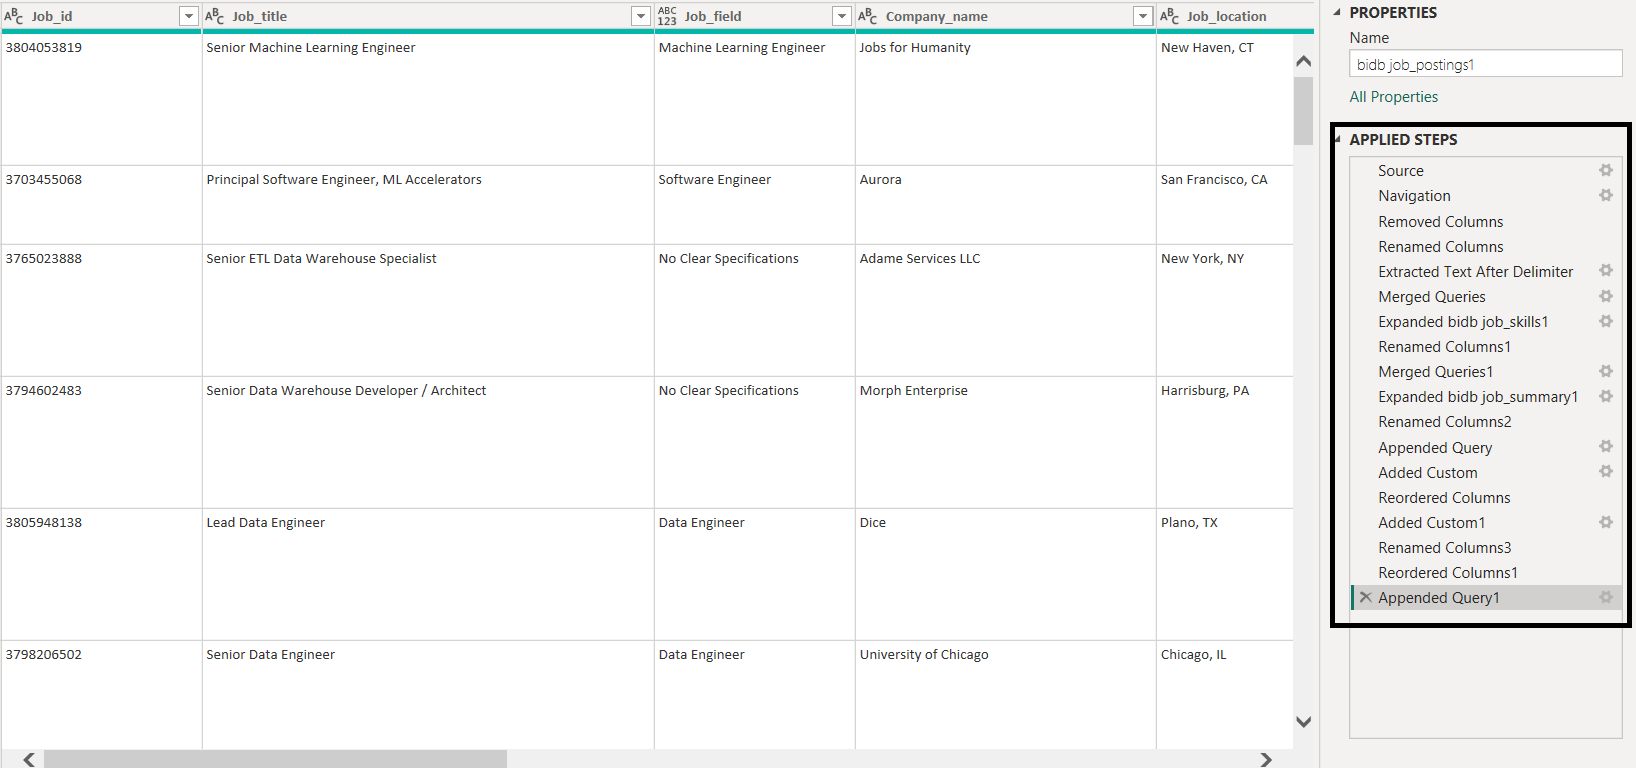 ABC Job_id ABC Job_title ABC 123 Job_field ABC Company_name ABC Job_location
3804053819 Senior Machine Learning Engineer Machine Learning Engineer Jobs for Humanity New Haven, CT
3703455068 Principal Software Engineer, ML Accelerators Software Engineer Aurora San Francisco, CA
3765023888 Senior ETL Data Warehouse Specialist No Clear Specifications Adame Services LLC New York, NY
3794602483 Senior Data Warehouse Developer / Architect No Clear Specifications Morph Enterprise Harrisburg, PA
3805948138 Lead Data Engineer Data Engineer Dice Plano, TX
3798206502 Senior Data Engineer Data Engineer University of Chicago Chicago, IL
PROPERTIES
Name
bidb job_postings1
All Properties
APPLIED STEPS
Source
Navigation
Removed Columns
Renamed Columns
Extracted Text After Delimiter
Merged Queries
Expanded bidb job_skills1
Renamed Columns1
Merged Queries1
Expanded bidb job_summary1
Renamed Columns2
Appended Query
Added Custom
Reordered Columns
Added Custom1
Renamed Columns3
Reordered Columns1
Appended Query1